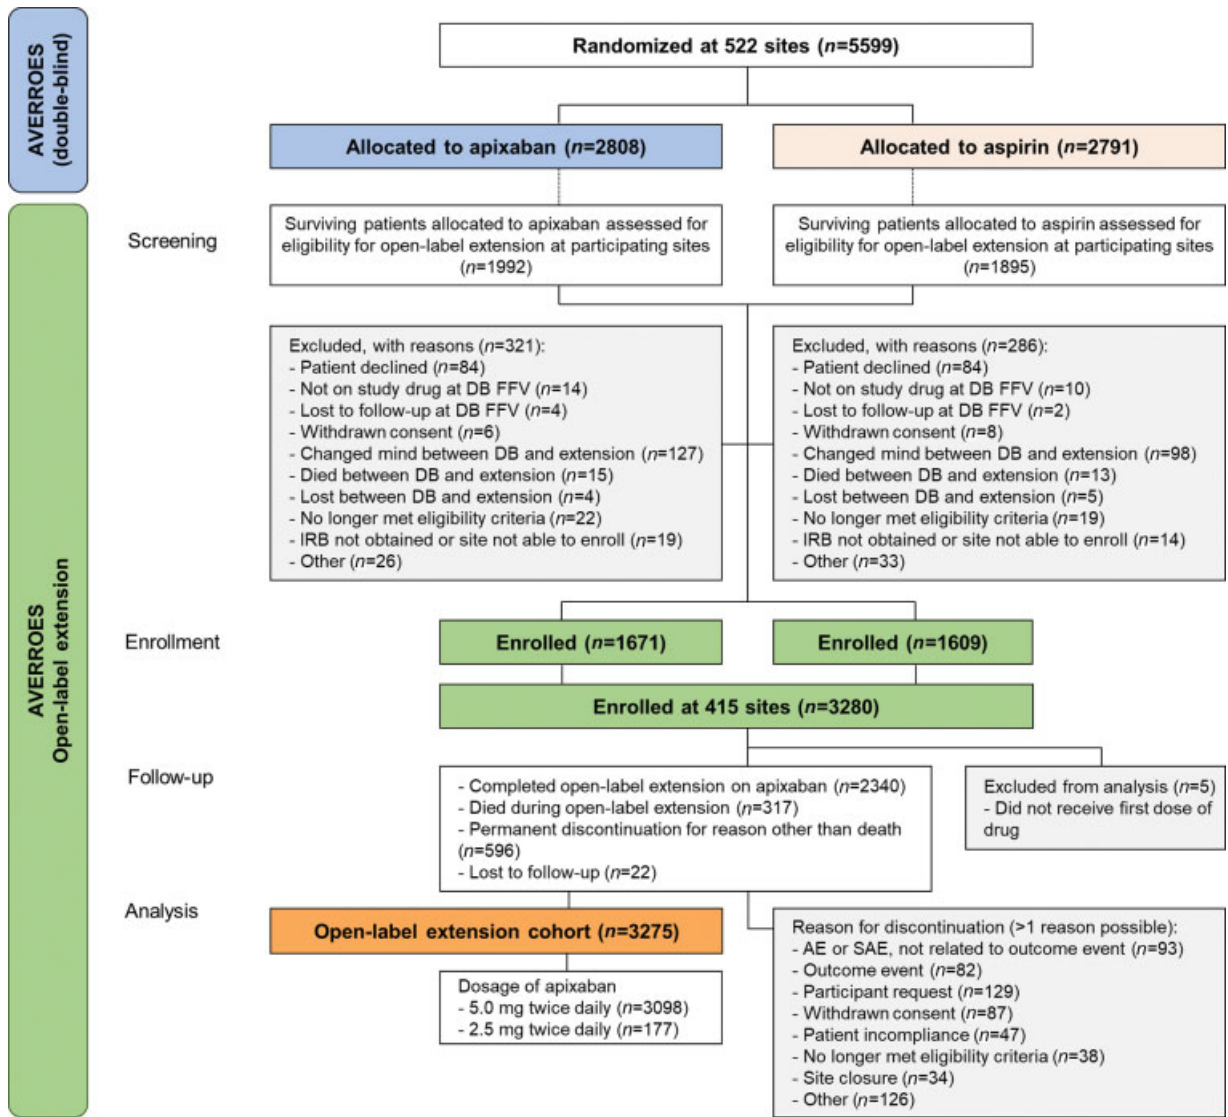 AVERROES
(double-blind)
Randomized at 522 sites (n=5599)
Allocated to apixaban (n=2808)
Allocated to aspirin (n=2791)
AVERROES
Open-label extension
Screening
Surviving patients allocated to apixaban assessed for
eligibility for open-label extension at participating sites
(n=1992)
Surviving patients allocated to aspirin assessed for
eligibility for open-label extension at participating sites
(n=1895)
Excluded, with reasons (n=321):
- Patient declined (n=84)
- Not on study drug at DB FFV (n=14)
- Lost to follow-up at DB FFV (n=4)
- Withdrawn consent (n=6)
- Changed mind between DB and extension (n=127)
- Died between DB and extension (n=15)
- Lost between DB and extension (n=4)
- No longer met eligibility criteria (n=22)
- IRB not obtained or site not able to enroll (n=19)
- Other (n=26)
Excluded, with reasons (n=286):
- Patient declined (n=84)
- Not on study drug at DB FFV (n=10)
- Lost to follow-up at DB FFV (n=2)
- Withdrawn consent (n=8)
- Changed mind between DB and extension (n=98)
- Died between DB and extension (n=13)
- Lost between DB and extension (n=5)
- No longer met eligibility criteria (n=19)
- IRB not obtained or site not able to enroll (n=14)
- Other (n=33)
Enrollment
Enrolled (n=1671)
Enrolled (n=1609)
Enrolled at 415 sites (n=3280)
Follow-up
- Completed open-label extension on apixaban (n=2340)
- Died during open-label extension (n=317)
- Permanent discontinuation for reason other than death
(n=596)
- Lost to follow-up (n=22)
Excluded from analysis (n=5)
- Did not receive first dose of
drug
Analysis
Open-label extension cohort (n=3275)
Dosage of apixaban
- 5.0 mg twice daily (n=3098)
- 2.5 mg twice daily (n=177)
Reason for discontinuation (>1 reason possible):
- AE or SAE, not related to outcome event (n=93)
- Outcome event (n=82)
- Participant request (n=129)
- Withdrawn consent (n=87)
- Patient incompliance (n=47)
- No longer met eligibility criteria (n=38)
- Site closure (n=34)
- Other (n=126)